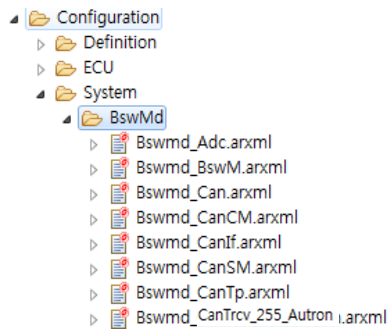 Configuration
Definition
ECU
System
BswMd
Bswmd_Adc.arxml
Bswmd_BswM.arxml
Bswmd_Can.arxml
Bswmd_CanCM.arxml
Bswmd_CanIf.arxml
Bswmd_CanSM.arxml
Bswmd_CanTp.arxml
Bswmd_CanTrcv_255_Autron .arxml